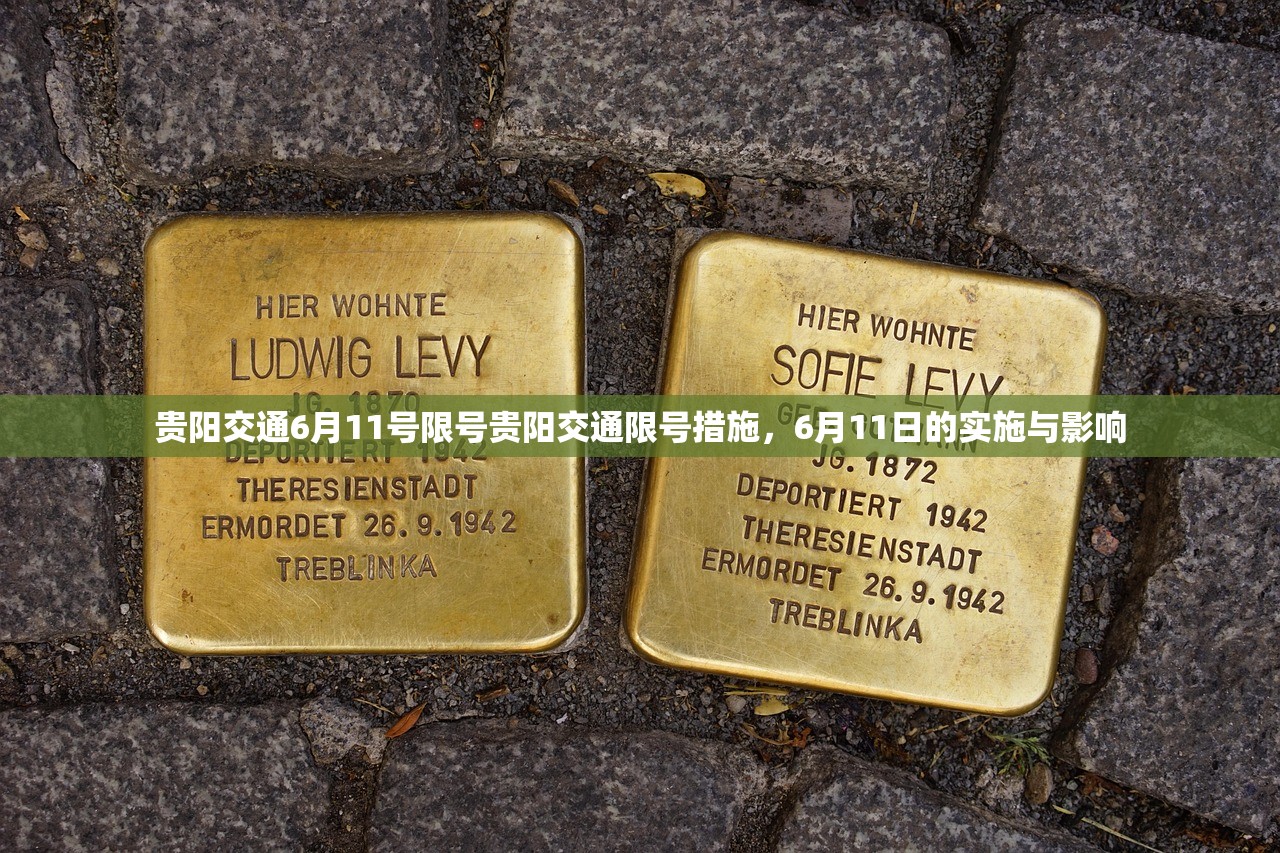 HIER WOHNTE
LUDWIG LEVY
JG. 1870
DEPORTIERT 1942
THERESIENSTADT
ERMORDET 26.9.1942
TREBLINKA
HIER WOHNTE
SOFIE LEVY
JG. 1872
DEPORTIERT 1942
THERESIENSTADT
ERMORDET 26.9.1942
TREBLINKA
贵阳交通6月11号限号贵阳交通限号措施，6月11日的实施与影响